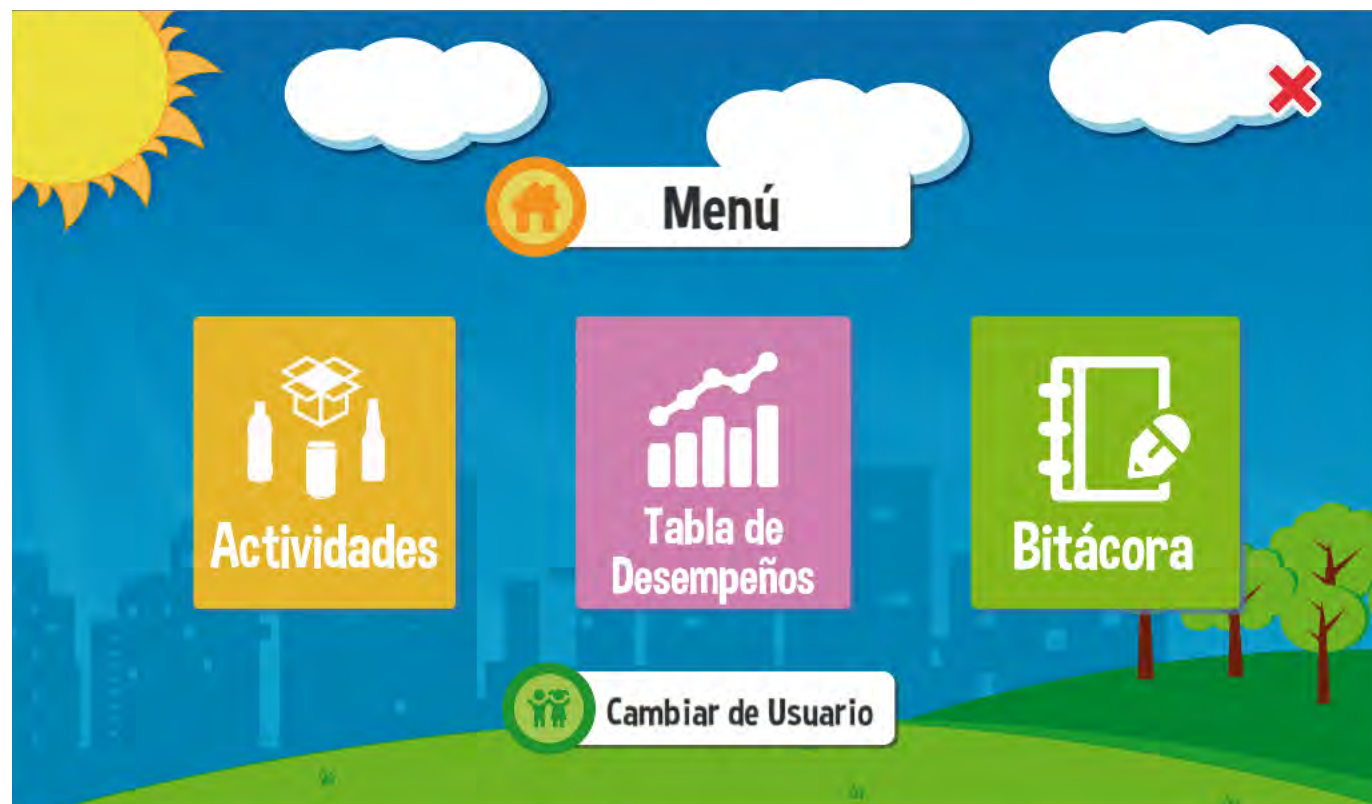 Menú
Actividades
Tabla de
Desempeños
Bitácora
Cambiar de Usuario